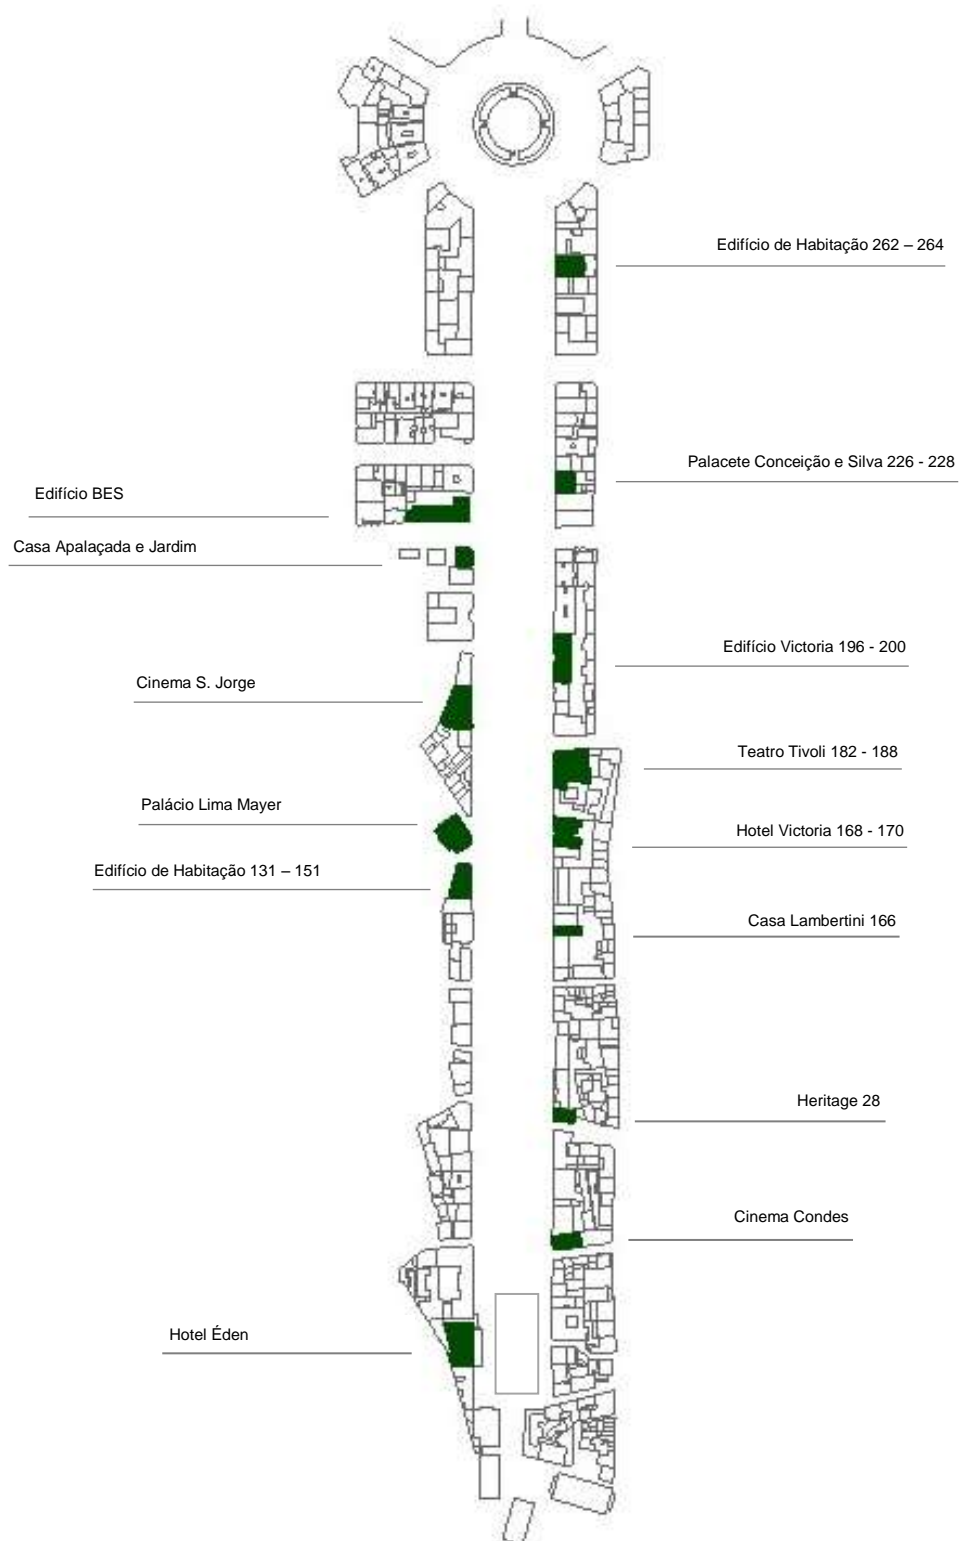 Edifício de Habitação 262 – 264
Palacete Conceição e Silva 226 - 228
Edifício BES
Casa Apalaçada e Jardim
Edifício Victoria 196 - 200
Cinema S. Jorge
Teatro Tivoli 182 - 188
Palácio Lima Mayer
Hotel Victoria 168 - 170
Edifício de Habitação 131 – 151
Casa Lambertini 166
Heritage 28
Cinema Condes
Hotel Éden